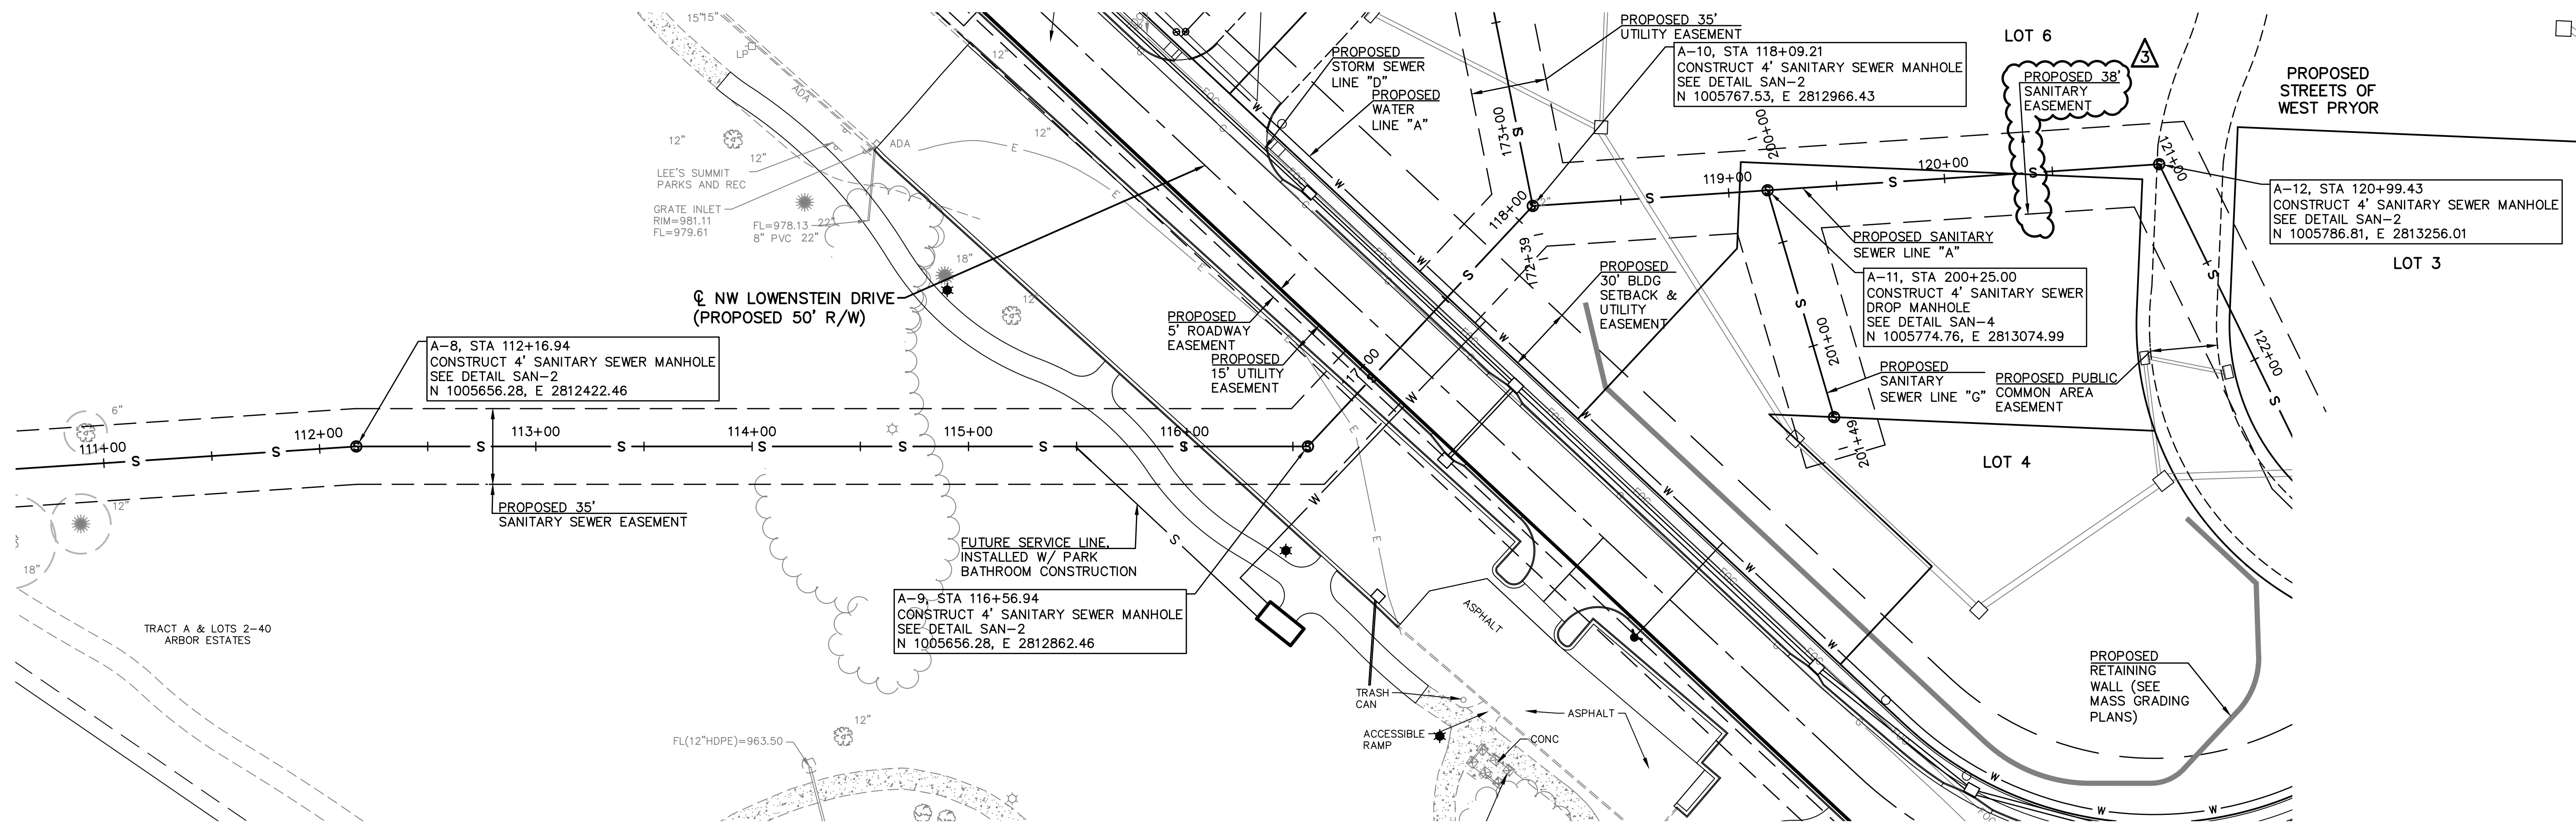 15"15"
LP
ADA
12"
12"
LEE'S SUMMIT
PARKS AND REC
GRATE INLET
RIM=981.11
FL=979.61
FL=978.13
8" PVC
22"
22"
ADA
12"
12"
18"
12"
E
E
E
℄ NW LOWENSTEIN DRIVE
(PROPOSED 50' R/W)
A-8, STA 112+16.94
CONSTRUCT 4' SANITARY SEWER MANHOLE
SEE DETAIL SAN-2
N 1005656.28, E 2812422.46
6"
111+00
112+00
113+00
114+00
115+00
116+00
117+00
S
S
S
S
S
S
S
12"
18"
PROPOSED 35'
SANITARY SEWER EASEMENT
TRACT A & LOTS 2-40
ARBOR ESTATES
FUTURE SERVICE LINE,
INSTALLED W/ PARK
BATHROOM CONSTRUCTION
A-9, STA 116+56.94
CONSTRUCT 4' SANITARY SEWER MANHOLE
SEE DETAIL SAN-2
N 1005656.28, E 2812862.46
FL(12"HDPE)=963.50
12"
PROPOSED
5' ROADWAY
EASEMENT
PROPOSED
15' UTILITY
EASEMENT
TRASH
CAN
ACCESSIBLE
RAMP
CONC
ASPHALT
ASPHALT
PROPOSED
STORM SEWER
LINE "D"
PROPOSED
WATER
LINE "A"
PROPOSED 35'
UTILITY EASEMENT
A-10, STA 118+09.21
CONSTRUCT 4' SANITARY SEWER MANHOLE
SEE DETAIL SAN-2
N 1005767.53, E 2812966.43
173+00
172+39
118+00
119+00
200+00
120+00
121+00
122+00
201+00
201+49
PROPOSED
30' BLDG
SETBACK &
UTILITY
EASEMENT
LOT 6
3
PROPOSED 38'
SANITARY
EASEMENT
PROPOSED
STREETS OF
WEST PRYOR
PROPOSED SANITARY
SEWER LINE "A"
A-11, STA 200+25.00
CONSTRUCT 4' SANITARY SEWER
DROP MANHOLE
SEE DETAIL SAN-4
N 1005774.76, E 2813074.99
A-12, STA 120+99.43
CONSTRUCT 4' SANITARY SEWER MANHOLE
SEE DETAIL SAN-2
N 1005786.81, E 2813256.01
LOT 3
PROPOSED
SANITARY
SEWER LINE "G"
PROPOSED PUBLIC
COMMON AREA
EASEMENT
LOT 4
PROPOSED
RETAINING
WALL (SEE
MASS GRADING
PLANS)
FOC
W
G